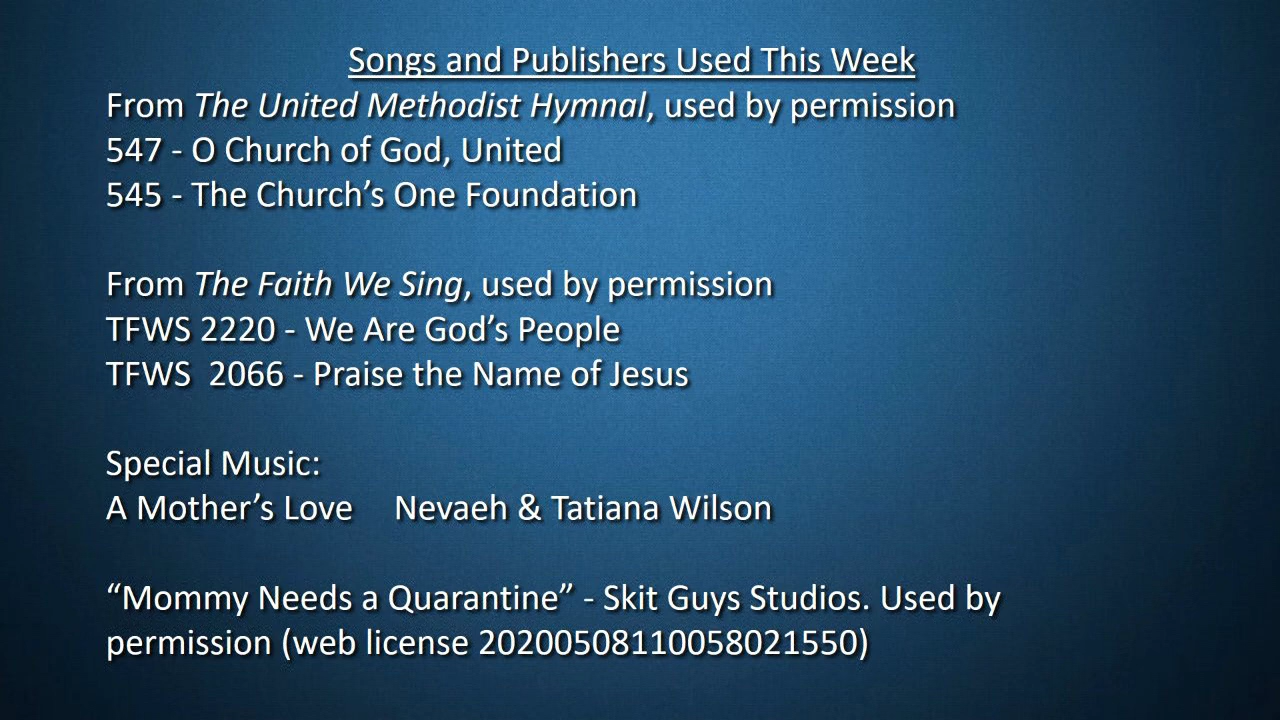 Songs and Publishers Used This Week
From The United Methodist Hymnal, used by permission
547 - O Church of God, United
545 - The Church’s One Foundation
From The Faith We Sing, used by permission
TFWS 2220 - We Are God’s People
TFWS  2066 - Praise the Name of Jesus
Special Music:
A Mother’s Love    Nevaeh & Tatiana Wilson
“Mommy Needs a Quarantine” - Skit Guys Studios. Used by
permission (web license 20200508110058021550)